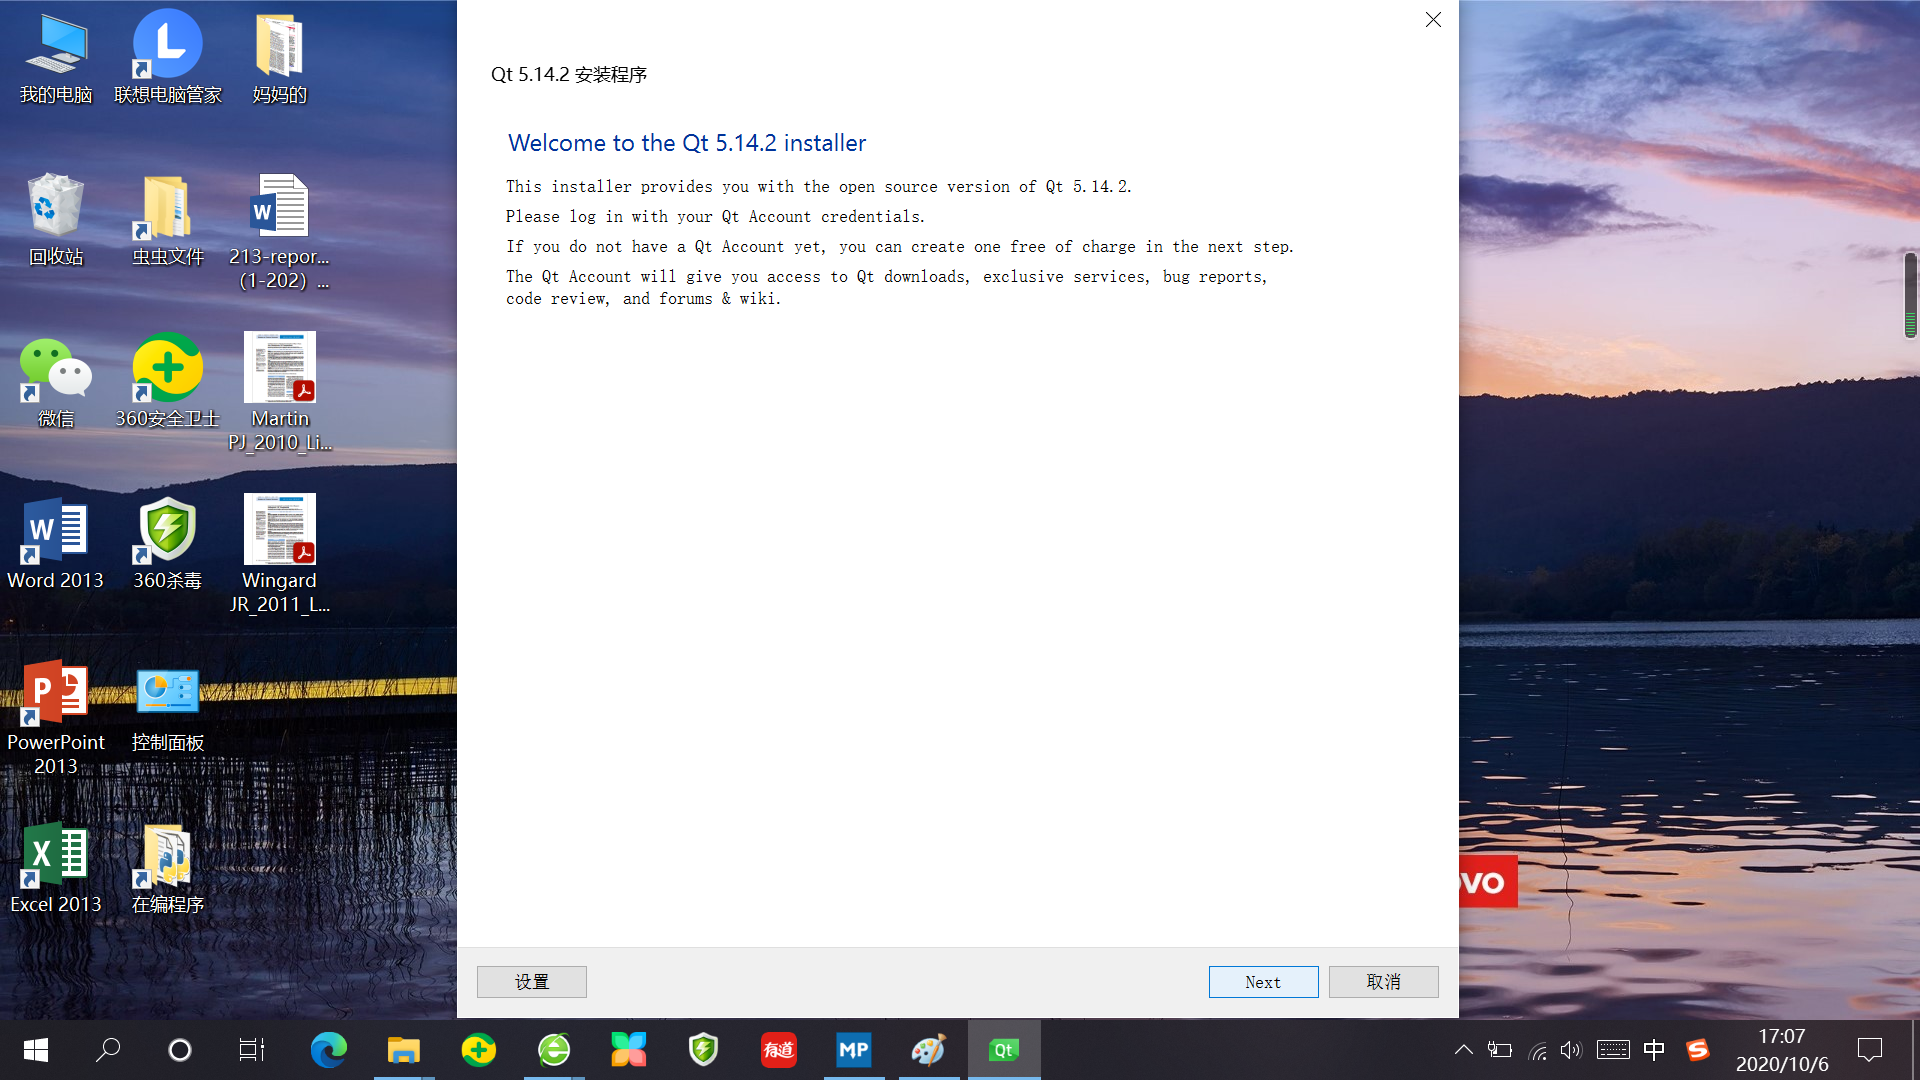 我的电脑
联想电脑管家
妈妈的
回收站
虫虫文件
213-repor...
(1-202) ...
微信
360安全卫士
Martin
PJ_2010_Li...
Word 2013
360杀毒
Wingard
JR_2011_L...
PowerPoint
2013
控制面板
Excel 2013
在编程序
Qt 5.14.2 安装程序
Welcome to the Qt 5.14.2 installer
This installer provides you with the open source version of Qt 5.14.2.
Please log in with your Qt Account credentials.
If you do not have a Qt Account yet, you can create one free of charge in the next step.
The Qt Account will give you access to Qt downloads, exclusive services, bug reports,
code review, and forums & wiki.
设置
Next
取消
有道
MP
Qt
中
17:07
2020/10/6